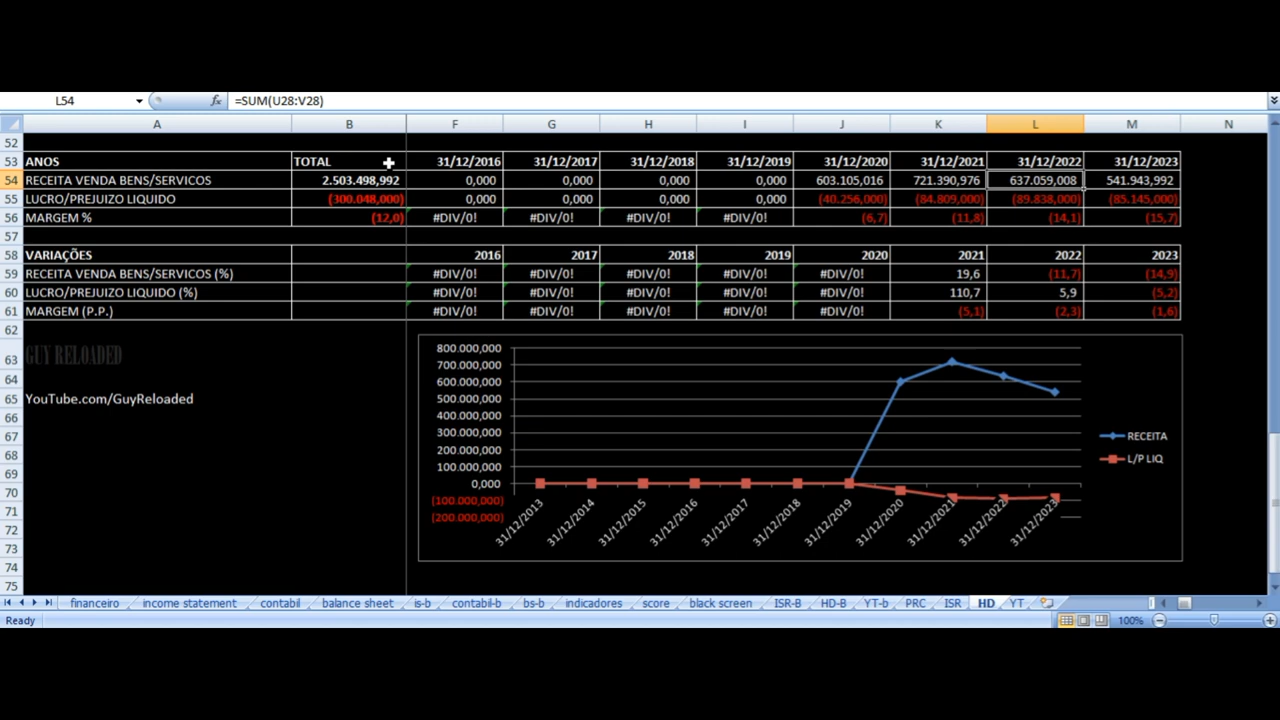 L54 fx =SUM(U28:V28)
A B F G H I J K L M N
52
53 ANOS TOTAL 31/12/2016 31/12/2017 31/12/2018 31/12/2019 31/12/2020 31/12/2021 31/12/2022 31/12/2023
54 RECEITA VENDA BENS/SERVICOS 2.503.498,992 0,000 0,000 0,000 0,000 603.105,016 721.390,976 637.059,008 541.943,992
55 LUCRO/PREJUIZO LIQUIDO (300.048,000) 0,000 0,000 0,000 0,000 (40.256,000) (84.809,000) (89.838,000) (85.145,000)
56 MARGEM % (12,0) #DIV/0! #DIV/0! #DIV/0! #DIV/0! (6,7) (11,8) (14,1) (15,7)
57
58 VARIAÇÕES 2016 2017 2018 2019 2020 2021 2022 2023
59 RECEITA VENDA BENS/SERVICOS (%) #DIV/0! #DIV/0! #DIV/0! #DIV/0! #DIV/0! 19,6 (11,7) (14,9)
60 LUCRO/PREJUIZO LIQUIDO (%) #DIV/0! #DIV/0! #DIV/0! #DIV/0! #DIV/0! 110,7 5,9 (5,2)
61 MARGEM (P.P.) #DIV/0! #DIV/0! #DIV/0! #DIV/0! #DIV/0! (5,1) (2,3) (1,6)
62
63 GUY RELOADED
64
65 YouTube.com/GuyReloaded
66
67
68
69
70
71
72
73
74
75
800.000,000
700.000,000
600.000,000
500.000,000
400.000,000
300.000,000
200.000,000
100.000,000
0,000
(100.000,000)
(200.000,000)
31/12/2013 31/12/2014 31/12/2015 31/12/2016 31/12/2017 31/12/2018 31/12/2019 31/12/2020 31/12/2021 31/12/2022 31/12/2023
RECEITA
L/P LIQ
financeiro income statement contabil balance sheet is-b contabil-b bs-b indicadores score black screen ISR-B HD-B YT-b PRC ISR HD YT
Ready 100%